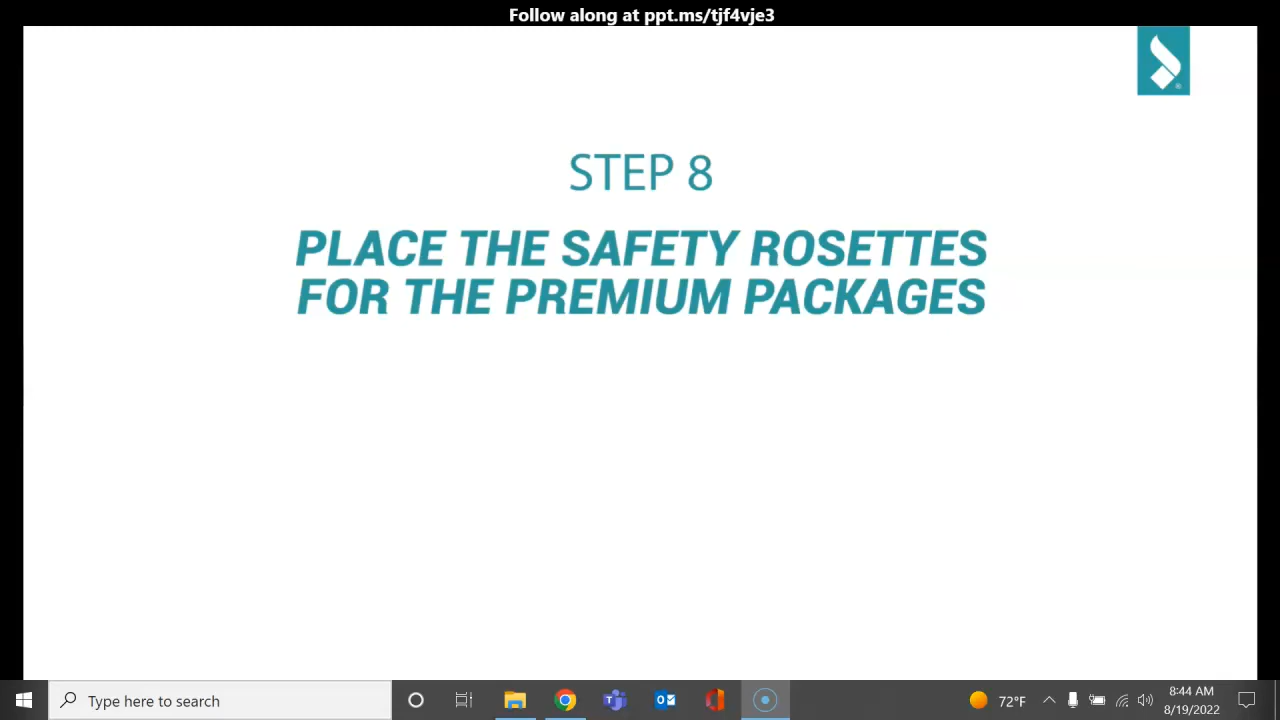 Follow along at ppt.ms/tjf4vje3
®
STEP 8
PLACE THE SAFETY ROSETTES
FOR THE PREMIUM PACKAGES
Type here to search
72°F
8:44 AM
8/19/2022